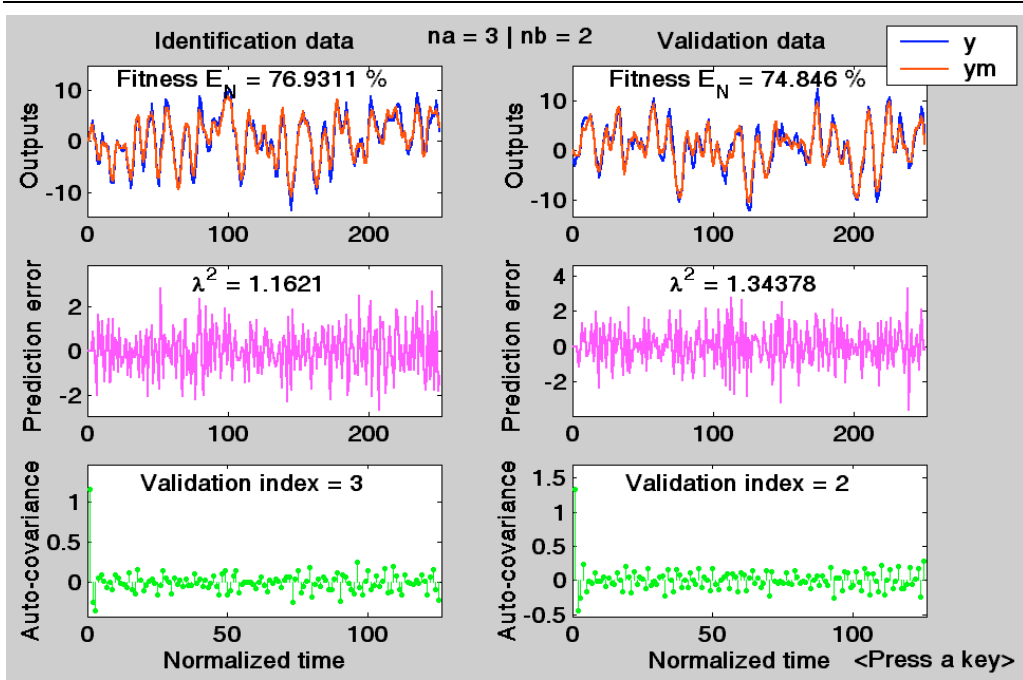 Identification data
na = 3 | nb = 2
Validation data
y
ym
Fitness E_N = 76.9311 %
Outputs
10
0
-10
0
100
200
Fitness E_N = 74.846 %
Outputs
10
0
-10
0
100
200
λ² = 1.1621
Prediction error
2
0
-2
0
100
200
λ² = 1.34378
Prediction error
4
2
0
-2
0
100
200
Validation index = 3
Auto-covariance
1
0.5
0
0
50
100
Normalized time
Validation index = 2
Auto-covariance
1.5
1
0.5
0
-0.5
0
50
100
Normalized time
<Press a key>